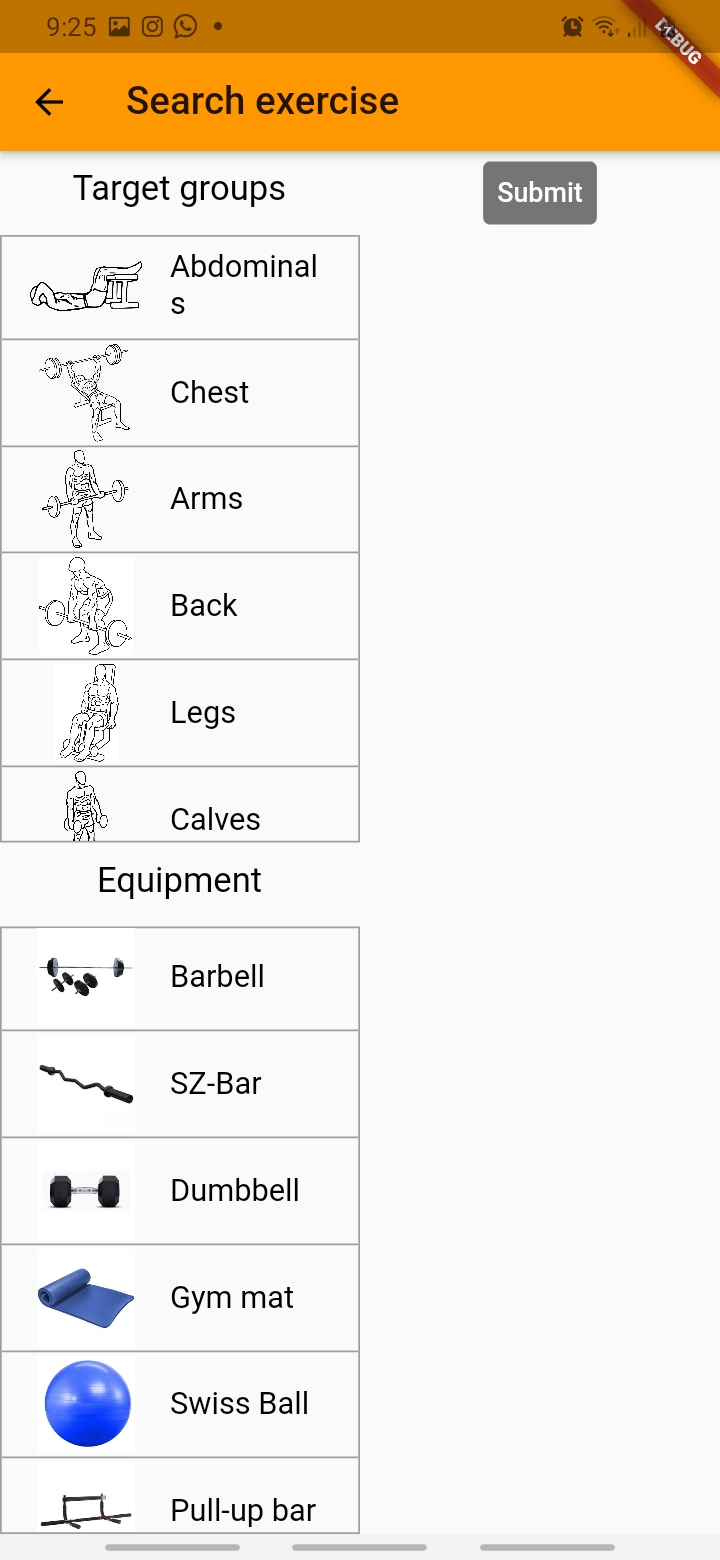 9:25
DEBUG
Search exercise
Target groups
Submit
Abdominal
s
Chest
Arms
Back
Legs
Calves
Equipment
Barbell
SZ-Bar
Dumbbell
Gym mat
Swiss Ball
Pull-up bar